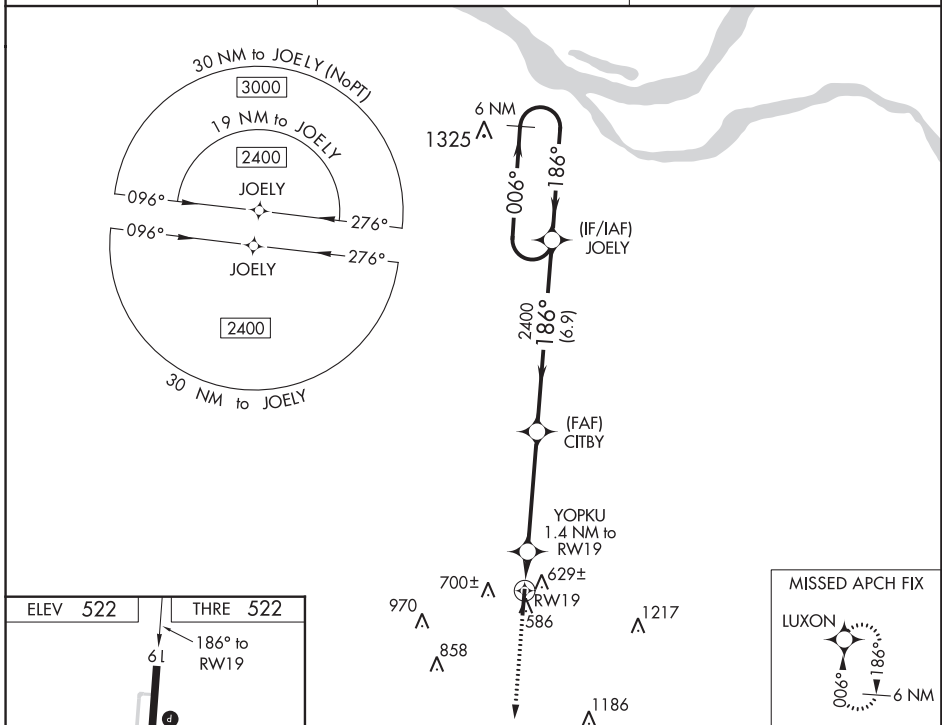 30 NM to JOELY (NoPT)
3000
19 NM to JOELY
2400
JOELY
096°
276°
096°
276°
JOELY
2400
30 NM to JOELY
6 NM
1325
006°
186°
(IF/IAF)
JOELY
2400
186°
(6.9)
(FAF)
CITBY
YOPKU
1.4 NM to
RW19
700±
629±
RW19
586
970
858
1217
1186
ELEV 522
THRE 522
186° to
RW19
19
P
MISSED APCH FIX
LUXON
006°
186°
6 NM